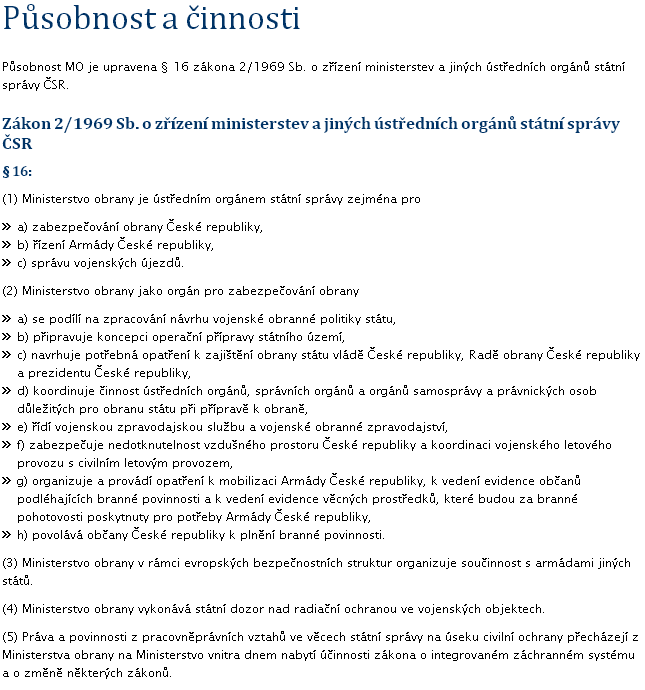 Působnost a činnosti
Působnost MO je upravena § 16 zákona 2/1969 Sb. o zřízení ministerstev a jiných ústředních orgánů státní
správy ČSR.
Zákon 2/1969 Sb. o zřízení ministerstev a jiných ústředních orgánů státní správy
ČSR
§ 16:
(1) Ministerstvo obrany je ústředním orgánem státní správy zejména pro
» a) zabezpečování obrany České republiky,
» b) řízení Armády České republiky,
» c) správu vojenských újezdů.
(2) Ministerstvo obrany jako orgán pro zabezpečování obrany
» a) se podílí na zpracování návrhu vojenské obranné politiky státu,
» b) připravuje koncepci operační přípravy státního území,
» c) navrhuje potřebná opatření k zajištění obrany státu vládě České republiky, Radě obrany České republiky
a prezidentu České republiky,
» d) koordinuje činnost ústředních orgánů, správních orgánů a orgánů samosprávy a právnických osob
důležitých pro obranu státu při přípravě k obraně,
» e) řídí vojenskou zpravodajskou službu a vojenské obranné zpravodajství,
» f) zabezpečuje nedotknutelnost vzdušného prostoru České republiky a koordinaci vojenského letového
provozu s civilním letovým provozem,
» g) organizuje a provádí opatření k mobilizaci Armády České republiky, k vedení evidence občanů
podléhajících branné povinnosti a k vedení evidence věcných prostředků, které budou za branné
pohotovosti poskytnuty pro potřeby Armády České republiky,
» h) povolává občany České republiky k plnění branné povinnosti.
(3) Ministerstvo obrany v rámci evropských bezpečnostních struktur organizuje součinnost s armádami jiných
států.
(4) Ministerstvo obrany vykonává státní dozor nad radiační ochranou ve vojenských objektech.
(5) Práva a povinnosti z pracovněprávních vztahů ve věcech státní správy na úseku civilní ochrany přecházejí z
Ministerstva obrany na Ministerstvo vnitra dnem nabytí účinnosti zákona o integrovaném záchranném systému
a o změně některých zákonů.